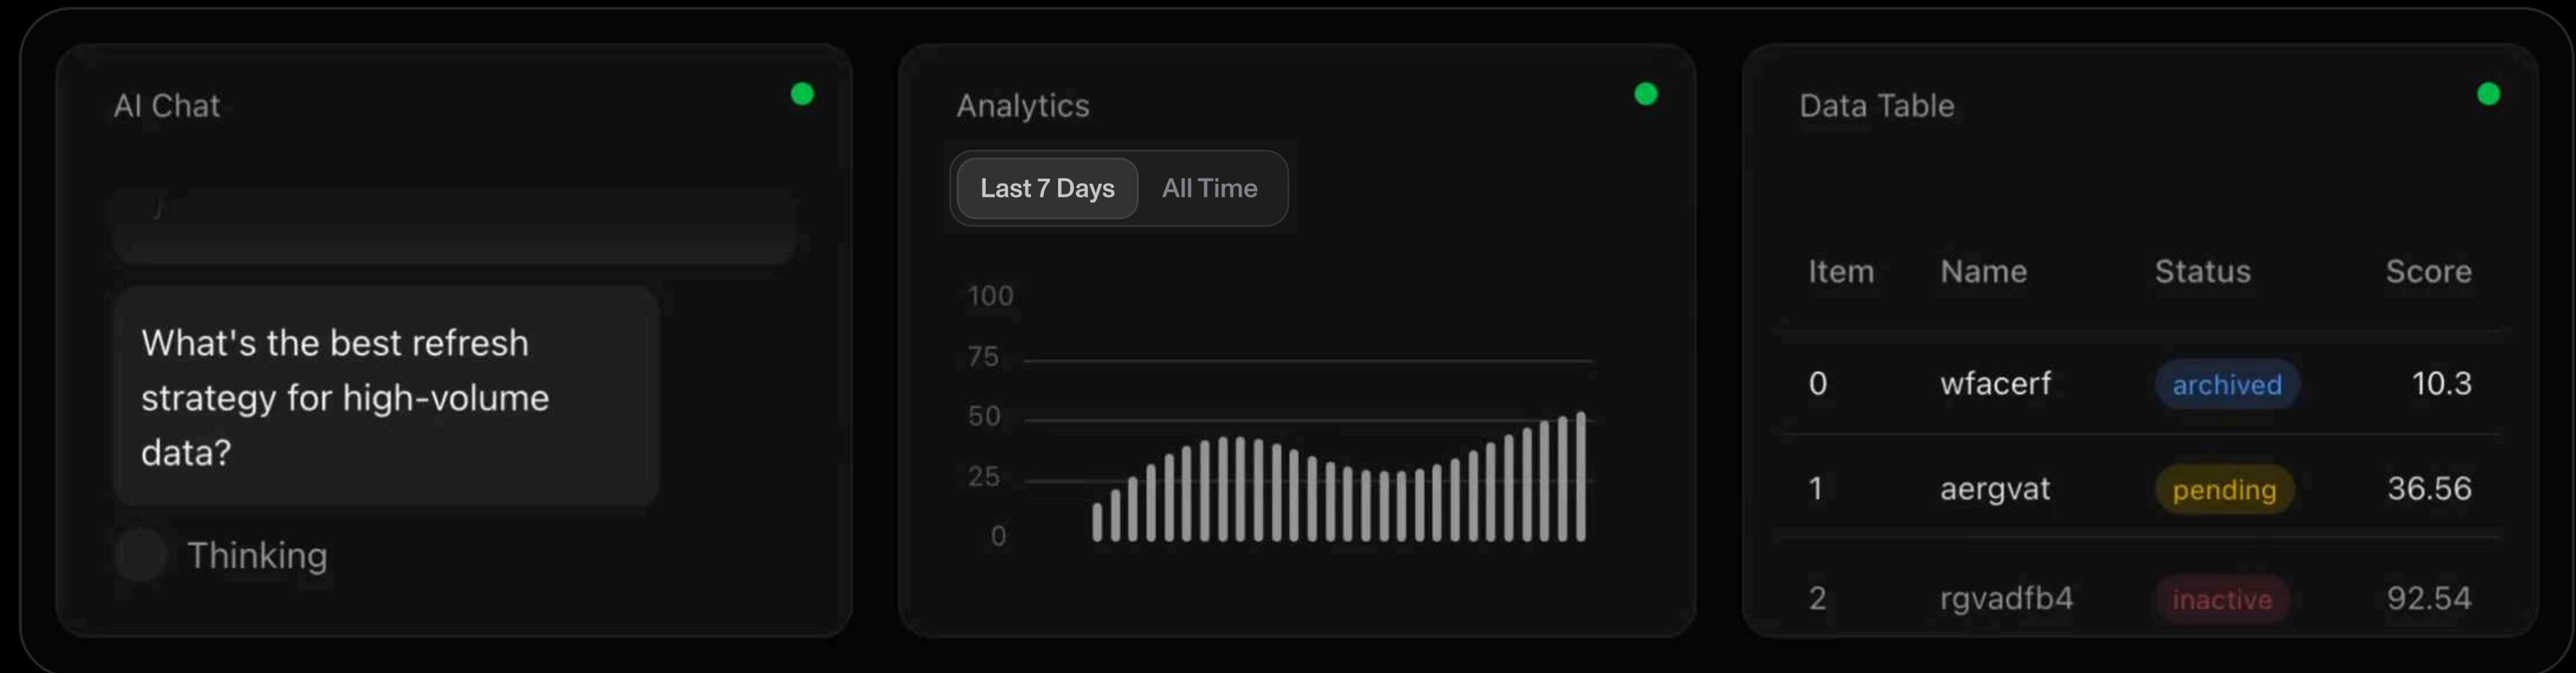 AI Chat
What's the best refresh
strategy for high-volume
data?
Thinking
Analytics
Last 7 Days All Time
100
75
50
25
0
Data Table
Item Name Status Score
0 wfacerf archived 10.3
1 aergvat pending 36.56
2 rgvadfb4 inactive 92.54